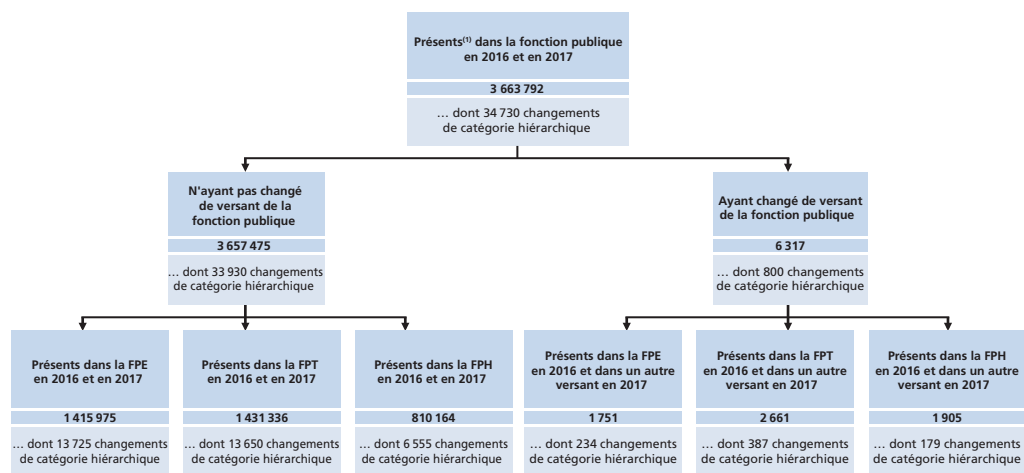 Présents(1) dans la fonction publique
en 2016 et en 2017
3 663 792
... dont 34 730 changements
de catégorie hiérarchique
N'ayant pas changé
de versant de la
fonction publique
3 657 475
... dont 33 930 changements
de catégorie hiérarchique
Ayant changé de versant
de la fonction publique
6 317
... dont 800 changements
de catégorie hiérarchique
Présents dans la FPE
en 2016 et en 2017
1 415 975
... dont 13 725 changements
de catégorie hiérarchique
Présents dans la FPT
en 2016 et en 2017
1 431 336
... dont 13 650 changements
de catégorie hiérarchique
Présents dans la FPH
en 2016 et en 2017
810 164
... dont 6 555 changements
de catégorie hiérarchique
Présents dans la FPE
en 2016 et dans un autre
versant en 2017
1 751
... dont 234 changements
de catégorie hiérarchique
Présents dans la FPT
en 2016 et dans un autre
versant en 2017
2 661
... dont 387 changements
de catégorie hiérarchique
Présents dans la FPH
en 2016 et dans un autre
versant en 2017
1 905
... dont 179 changements
de catégorie hiérarchique